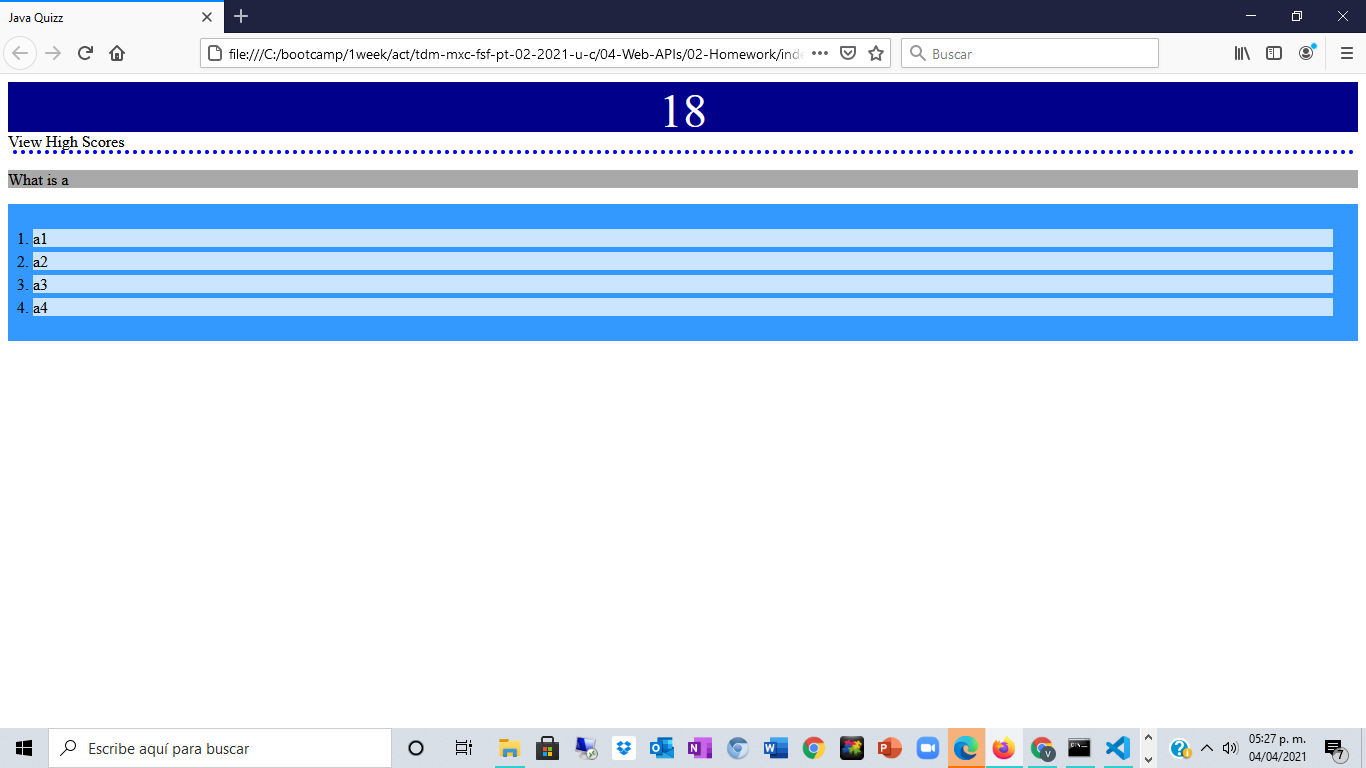 Java Quizz
file:///C:/bootcamp/1week/act/tdm-mxc-fsf-pt-02-2021-u-c/04-Web-APIs/02-Homework/inde
Buscar
18
View High Scores
What is a
1. a1
2. a2
3. a3
4. a4
Escribe aquí para buscar
05:27 p. m.
04/04/2021
7